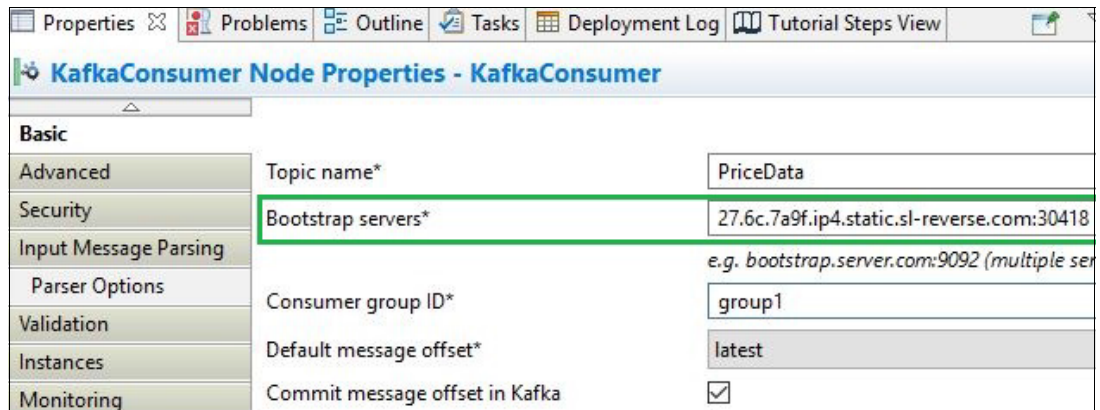 Properties Problems Outline Tasks Deployment Log Tutorial Steps View
KafkaConsumer Node Properties - KafkaConsumer
Basic
Advanced
Topic name* PriceData
Security
Bootstrap servers* 27.6c.7a9f.ip4.static.sl-reverse.com:30418
Input Message Parsing
e.g. bootstrap.server.com:9092 (multiple
Parser Options
Consumer group ID* group1
Validation
Default message offset* latest
Instances
Commit message offset in Kafka
Monitoring